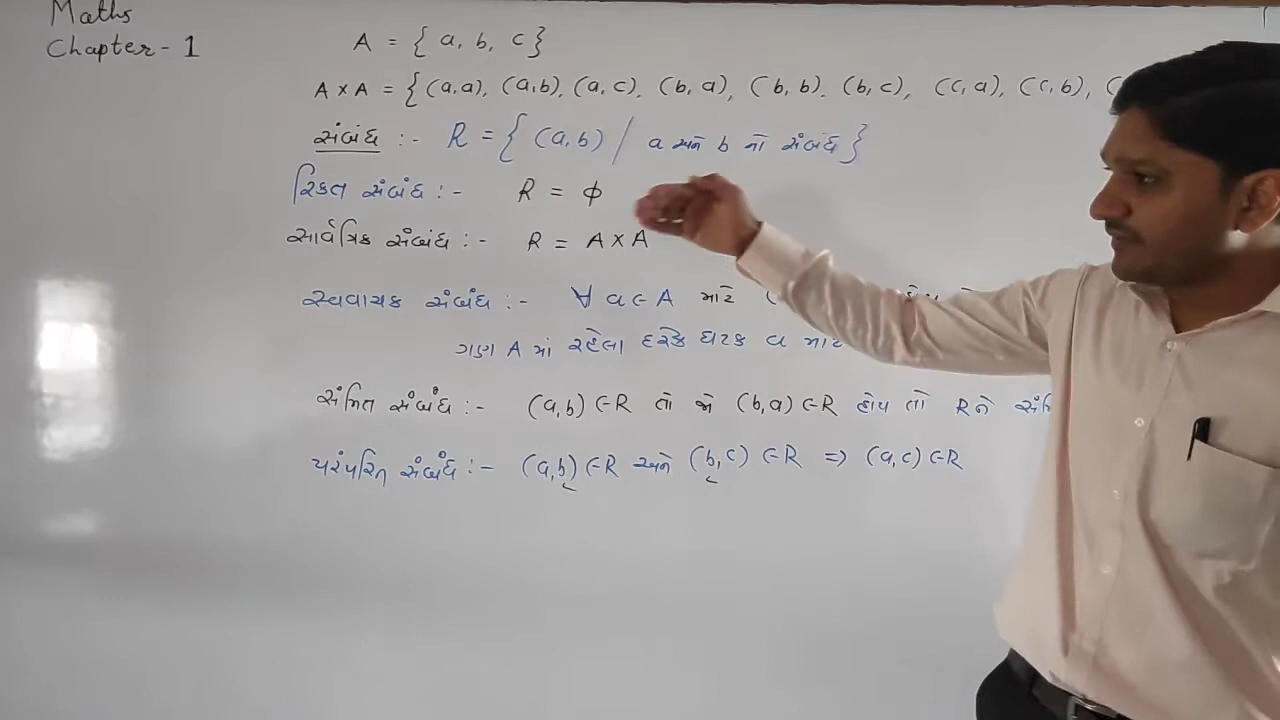 Maths
Chapter - 1
A = { a, b, c }
A × A = { (a,a), (a,b), (a,c), (b,a), (b,b), (b,c), (c,a), (c,b), (
સંબંધ :- R = { (a,b) / a અને b નો સંબંધ }
રિક્ત સંબંધ :- R = ϕ
સાર્વત્રિક સંબંધ :- R = A × A
સ્વવાચક સંબંધ :- ∀ a ∈ A માટે (
ગણ A માં રહેલા દરેક ઘટક a માટ
સંમિત સંબંધ :- (a,b) ∈ R તો જો (b,a) ∈ R હોય તો R ને સંમિ
પરંપરિત સંબંધ :- (a,b) ∈ R અને (b,c) ∈ R ⇒ (a,c) ∈ R